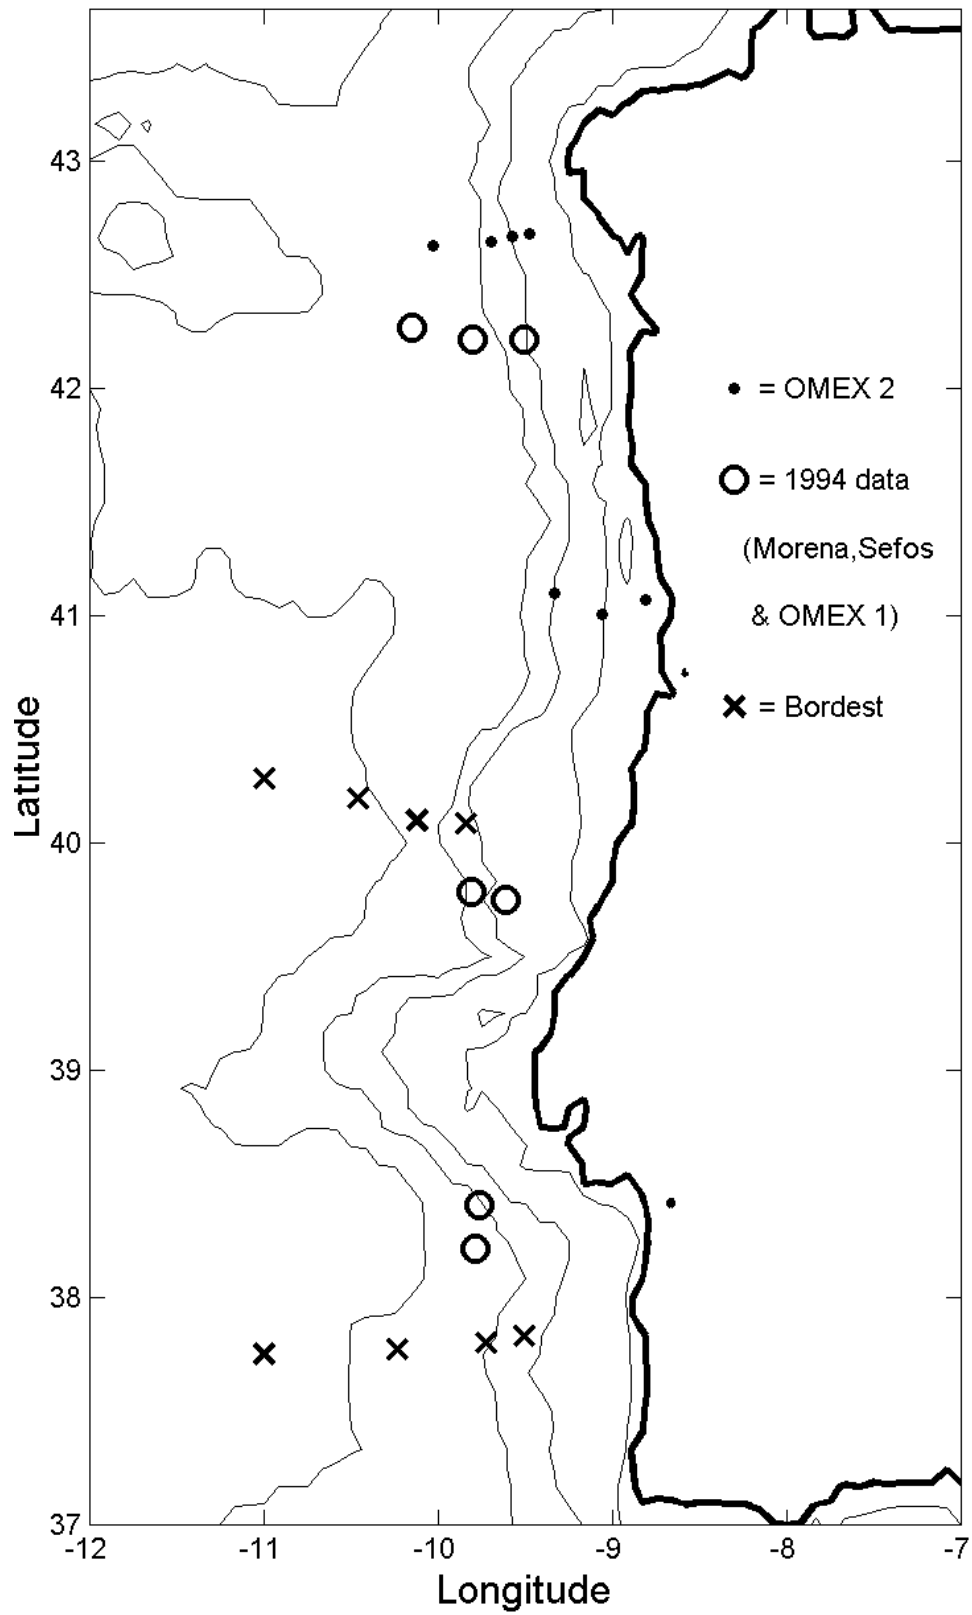 43
42
41
40
39
38
37
-12
-11
-10
-9
-8
-7
Latitude
Longitude
= OMEX 2
= 1994 data
(Morena,Sefos
& OMEX 1)
= Bordest